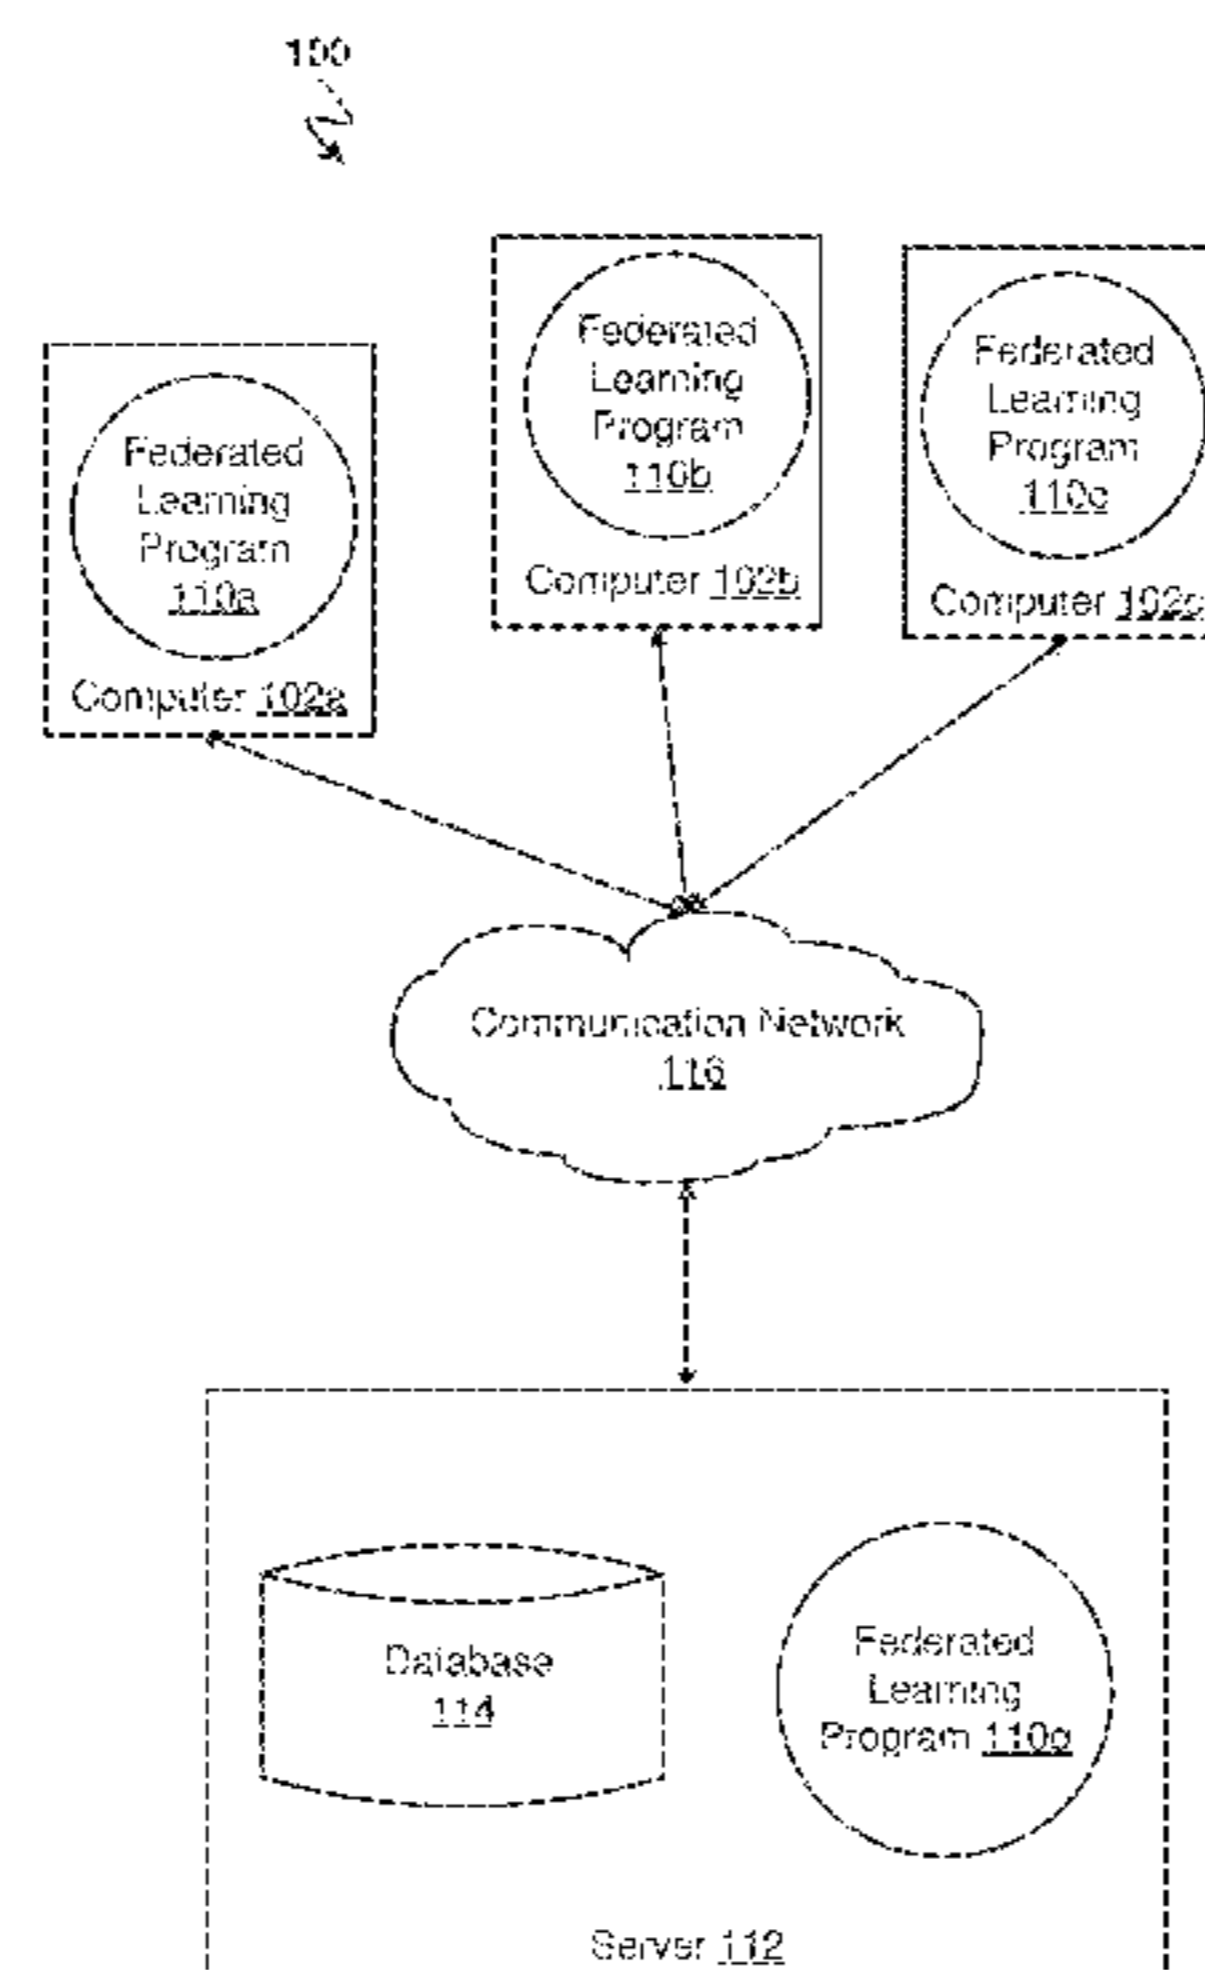 100
Federated
Learning
Program
110a
Computer 102a
Federated
Learning
Program
110b
Computer 102b
Federated
Learning
Program
110c
Computer 102c
Communication Network
116
Database
114
Federated
Learning
Program
Server 112